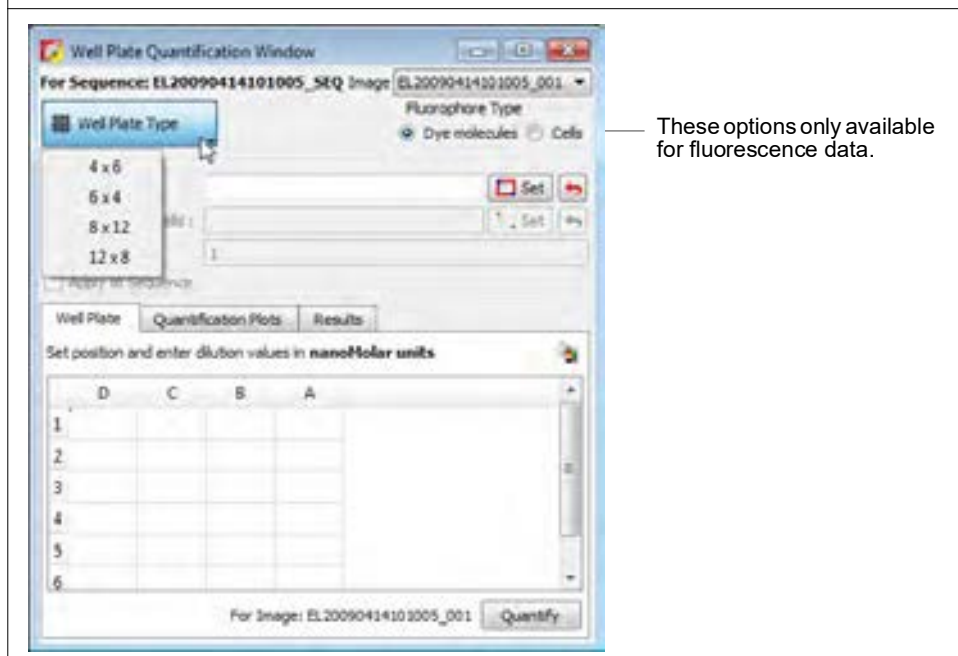 Well Plate Quantification Window
For Sequence: EL20090414101005_SEQ Image EL20090414101005_001
Fluorophore Type
Well Plate Type
Dye molecules Cells
These options only available
for fluorescence data.
4 x 6
6 x 4
8 x 12
12 x 8
Set
Set
1
Apply to Sequence
Well Plate Quantification Plots Results
Set position and enter dilution values in nanoMolar units
D C B A
1
2
3
4
5
6
For Image: EL20090414101005_001 Quantify